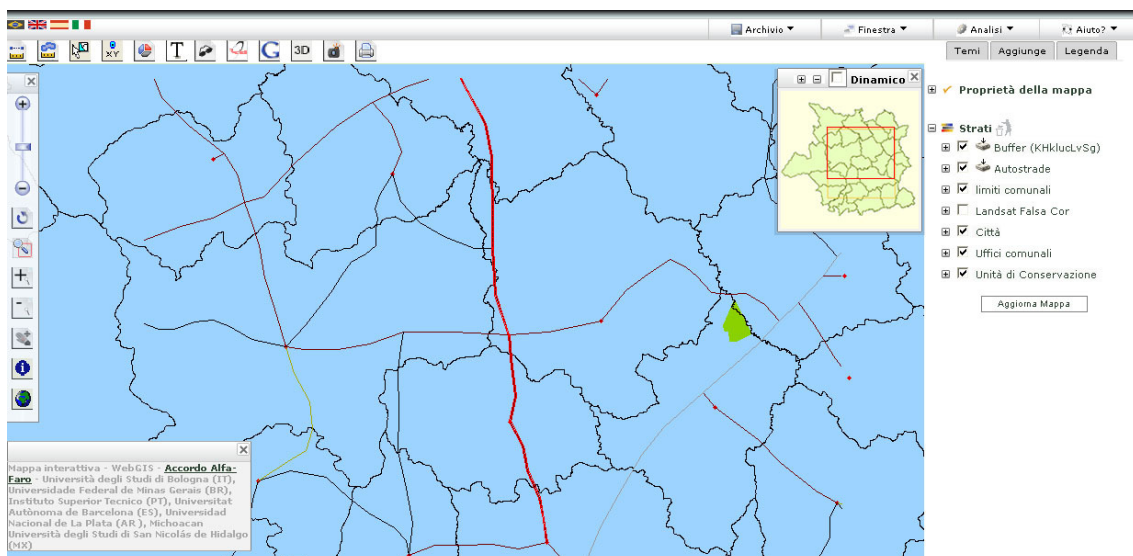 Archivio
Finestra
Analisi
Aiuto?
XY
T
G
3D
Temi
Aggiunge
Legenda
Dinamico
Proprietà della mappa
Strati
Buffer (KHklucLvSg)
Autostrade
limiti comunali
Landsat Falsa Cor
Città
Uffici comunali
Unità di Conservazione
Aggiorna Mappa
Mappa interattiva - WebGIS - Accordo Alfa-
Faro - Università degli Studi di Bologna (IT),
Universidade Federal de Minas Gerais (BR),
Instituto Superior Tecnico (PT), Universitat
Autònoma de Barcelona (ES), Universidad
Nacional de La Plata (AR ), Michoacan
Università degli Studi di San Nicolás de Hidalgo
(MX)